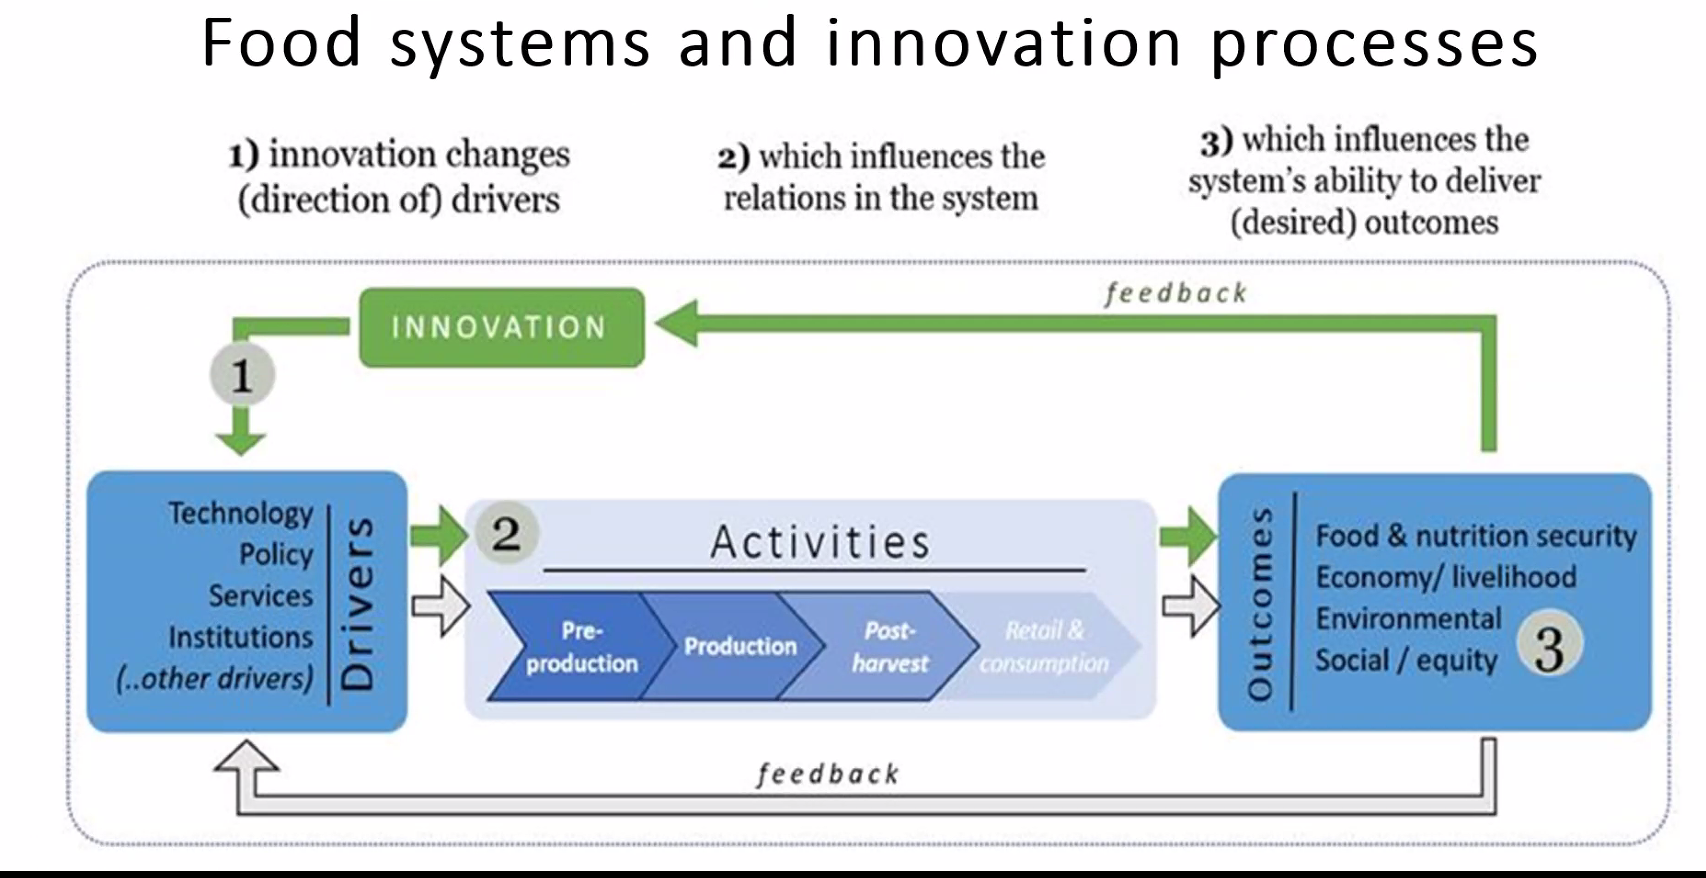 Food systems and innovation processes
1) innovation changes
(direction of) drivers
2) which influences the
relations in the system
3) which influences the
system's ability to deliver
(desired) outcomes
feedback
INNOVATION
1
Technology
Policy
Services
Institutions
(..other drivers)
Drivers
2
Activities
Pre-
production
Production
Post-
harvest
Retail &
consumption
Outcomes
Food & nutrition security
Economy/ livelihood
Environmental
Social / equity
3
feedback